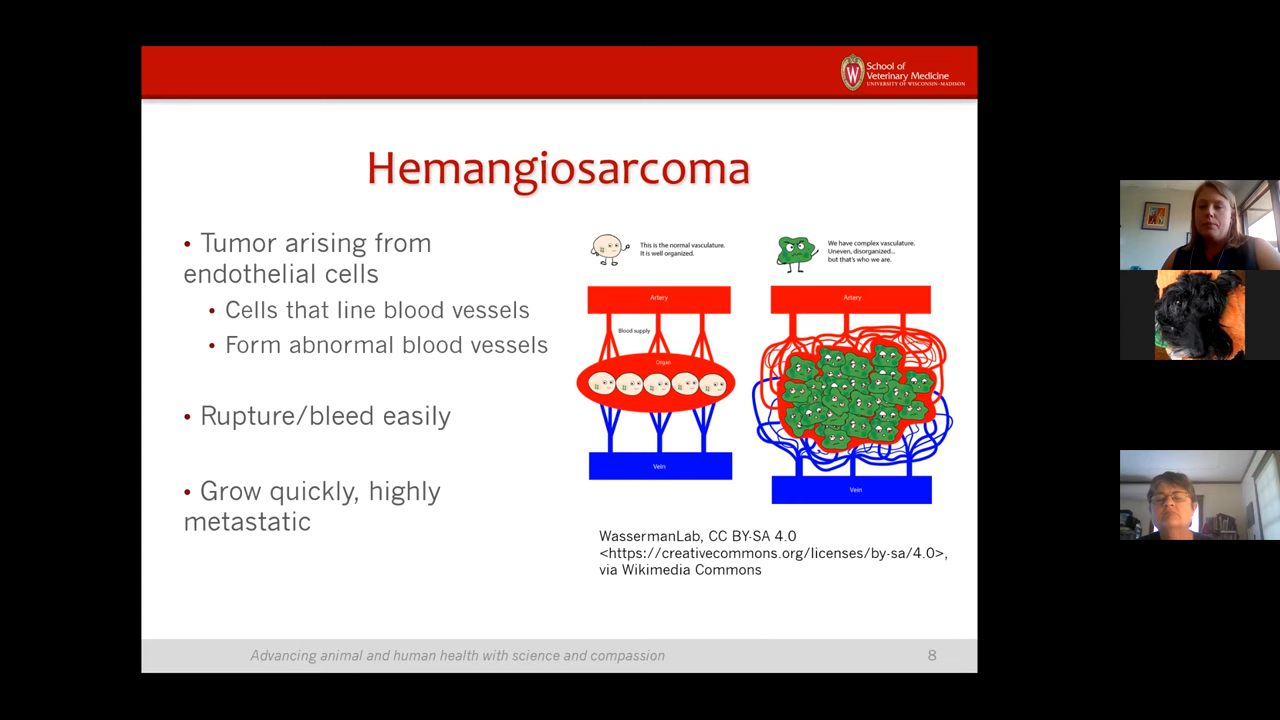 School of
Veterinary Medicine
UNIVERSITY OF WISCONSIN-MADISON
Hemangiosarcoma
• Tumor arising from
endothelial cells
• Cells that line blood vessels
• Form abnormal blood vessels
• Rupture/bleed easily
• Grow quickly, highly
metastatic
This is the normal vasculature.
It is well organized.
Artery
Blood supply
Organ
Vein
We have complex vasculature.
Uneven, disorganized...
but that's who we are.
Artery
Vein
WassermanLab, CC BY-SA 4.0
<https://creativecommons.org/licenses/by-sa/4.0>,
via Wikimedia Commons
Advancing animal and human health with science and compassion
8